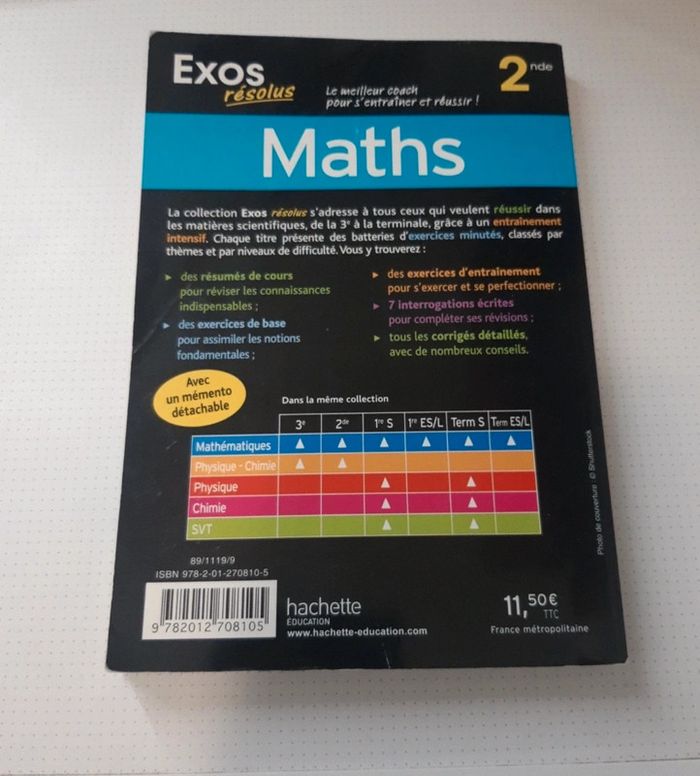 Exos
résolus
Le meilleur coach
pour s'entraîner et réussir !
2nde
Maths
La collection Exos résolus s'adresse à tous ceux qui veulent réussir dans
les matières scientifiques, de la 3e à la terminale, grâce à un entraînement
intensif. Chaque titre présente des batteries d'exercices minutés, classés par
thèmes et par niveaux de difficulté. Vous y trouverez :
▶ des résumés de cours
pour réviser les connaissances
indispensables ;
▶ des exercices de base
pour assimiler les notions
fondamentales ;
▶ des exercices d'entraînement
pour s'exercer et se perfectionner ;
▶ 7 interrogations écrites
pour compléter ses révisions ;
▶ tous les corrigés détaillés,
avec de nombreux conseils.
Avec
un mémento
détachable
Dans la même collection
3e 2de 1re S 1re ES/L Term S Term ES/L
Mathématiques ▲ ▲ ▲ ▲ ▲ ▲
Physique - Chimie ▲ ▲
Physique ▲ ▲
Chimie ▲ ▲
SVT ▲ ▲
Photo de couverture : © Shutterstock
89/1119/9
ISBN 978-2-01-270810-5
9 782012 708105
hachette
ÉDUCATION
www.hachette-education.com
11,50€
TTC
France métropolitaine